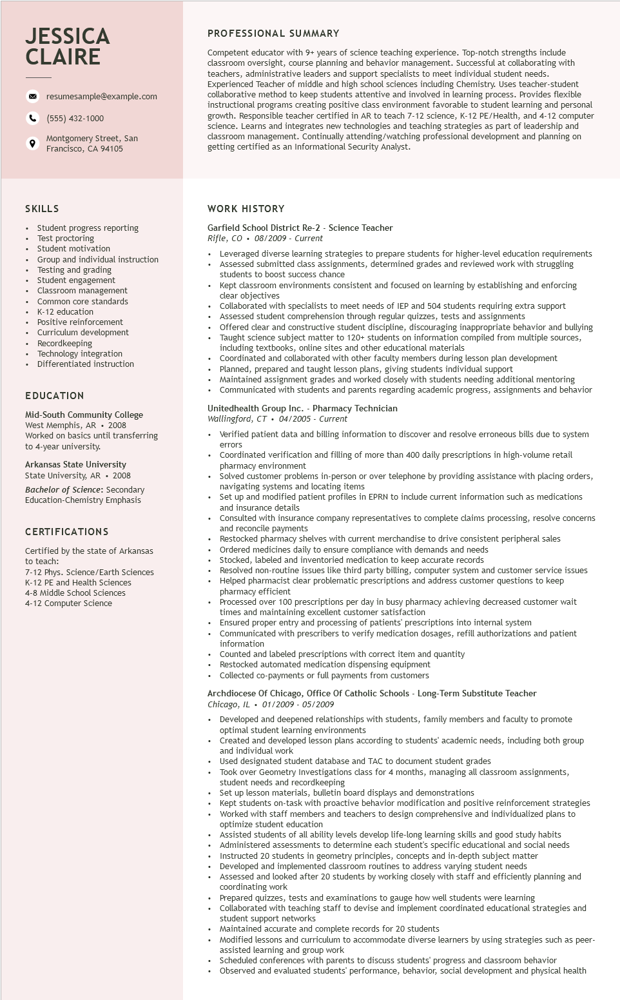 JESSICA
CLAIRE
resumesample@example.com
(555) 432-1000
Montgomery Street, San
Francisco, CA 94105
PROFESSIONAL SUMMARY
Competent educator with 9+ years of science teaching experience. Top-notch strengths include
classroom oversight, course planning and behavior management. Successful at collaborating with
teachers, administrative leaders and support specialists to meet individual student needs.
Experienced Teacher of middle and high school sciences including Chemistry. Uses teacher-student
collaborative method to keep students attentive and involved in learning process. Provides flexible
instructional programs creating positive class environment favorable to student learning and personal
growth. Responsible teacher certified in AR to teach 7-12 science, K-12 PE/Health, and 4-12 computer
science. Learns and integrates new technologies and teaching strategies as part of leadership and
classroom management. Continually attending/watching professional development and planning on
getting certified as an Informational Security Analyst.
SKILLS
• Student progress reporting
• Test proctoring
• Student motivation
• Group and individual instruction
• Testing and grading
• Student engagement
• Classroom management
• Common core standards
• K-12 education
• Positive reinforcement
• Curriculum development
• Recordkeeping
• Technology integration
• Differentiated instruction
EDUCATION
Mid-South Community College
West Memphis, AR • 2008
Worked on basics until transferring
to 4-year university.
Arkansas State University
State University, AR • 2008
Bachelor of Science: Secondary
Education-Chemistry Emphasis
CERTIFICATIONS
Certified by the state of Arkansas
to teach:
7-12 Phys. Science/Earth Sciences
K-12 PE and Health Sciences
4-8 Middle School Sciences
4-12 Computer Science
WORK HISTORY
Garfield School District Re-2 - Science Teacher
Rifle, CO • 08/2009 - Current
• Leveraged diverse learning strategies to prepare students for higher-level education requirements
• Assessed submitted class assignments, determined grades and reviewed work with struggling
students to boost success chance
• Kept classroom environments consistent and focused on learning by establishing and enforcing
clear objectives
• Collaborated with specialists to meet needs of IEP and 504 students requiring extra support
• Assessed student comprehension through regular quizzes, tests and assignments
• Offered clear and constructive student discipline, discouraging inappropriate behavior and bullying
• Taught science subject matter to 120+ students on information compiled from multiple sources,
including textbooks, online sites and other educational materials
• Coordinated and collaborated with other faculty members during lesson plan development
• Planned, prepared and taught lesson plans, giving students individual support
• Maintained assignment grades and worked closely with students needing additional mentoring
• Communicated with students and parents regarding academic progress, assignments and behavior
Unitedhealth Group Inc. - Pharmacy Technician
Wallingford, CT • 04/2005 - Current
• Verified patient data and billing information to discover and resolve erroneous bills due to system
errors
• Coordinated verification and filling of more than 400 daily prescriptions in high-volume retail
pharmacy environment
• Solved customer problems in-person or over telephone by providing assistance with placing orders,
navigating systems and locating items
• Set up and modified patient profiles in EPRN to include current information such as medications
and insurance details
• Consulted with insurance company representatives to complete claims processing, resolve concerns
and reconcile payments
• Restocked pharmacy shelves with current merchandise to drive consistent peripheral sales
• Ordered medicines daily to ensure compliance with demands and needs
• Stocked, labeled and inventoried medication to keep accurate records
• Resolved non-routine issues like third party billing, computer system and customer service issues
• Helped pharmacist clear problematic prescriptions and address customer questions to keep
pharmacy efficient
• Processed over 100 prescriptions per day in busy pharmacy achieving decreased customer wait
times and maintaining excellent customer satisfaction
• Ensured proper entry and processing of patients' prescriptions into internal system
• Communicated with prescribers to verify medication dosages, refill authorizations and patient
information
• Counted and labeled prescriptions with correct item and quantity
• Restocked automated medication dispensing equipment
• Collected co-payments or full payments from customers
Archdiocese Of Chicago, Office Of Catholic Schools - Long-Term Substitute Teacher
Chicago, IL • 01/2009 - 05/2009
• Developed and deepened relationships with students, family members and faculty to promote
optimal student learning environments
• Created and developed lesson plans according to students' academic needs, including both group
and individual work
• Used designated student database and TAC to document student grades
• Took over Geometry Investigations class for 4 months, managing all classroom assignments,
student needs and recordkeeping
• Set up lesson materials, bulletin board displays and demonstrations
• Kept students on-task with proactive behavior modification and positive reinforcement strategies
• Worked with staff members and teachers to design comprehensive and individualized plans to
optimize student education
• Assisted students of all ability levels develop life-long learning skills and good study habits
• Administered assessments to determine each student's specific educational and social needs
• Instructed 20 students in geometry principles, concepts and in-depth subject matter
• Developed and implemented classroom routines to address varying student needs
• Assessed and looked after 20 students by working closely with staff and efficiently planning and
coordinating work
• Prepared quizzes, tests and examinations to gauge how well students were learning
• Collaborated with teaching staff to devise and implement coordinated educational strategies and
student support networks
• Maintained accurate and complete records for 20 students
• Modified lessons and curriculum to accommodate diverse learners by using strategies such as peer-
assisted learning and group work
• Scheduled conferences with parents to discuss students' progress and classroom behavior
• Observed and evaluated students' performance, behavior, social development and physical health